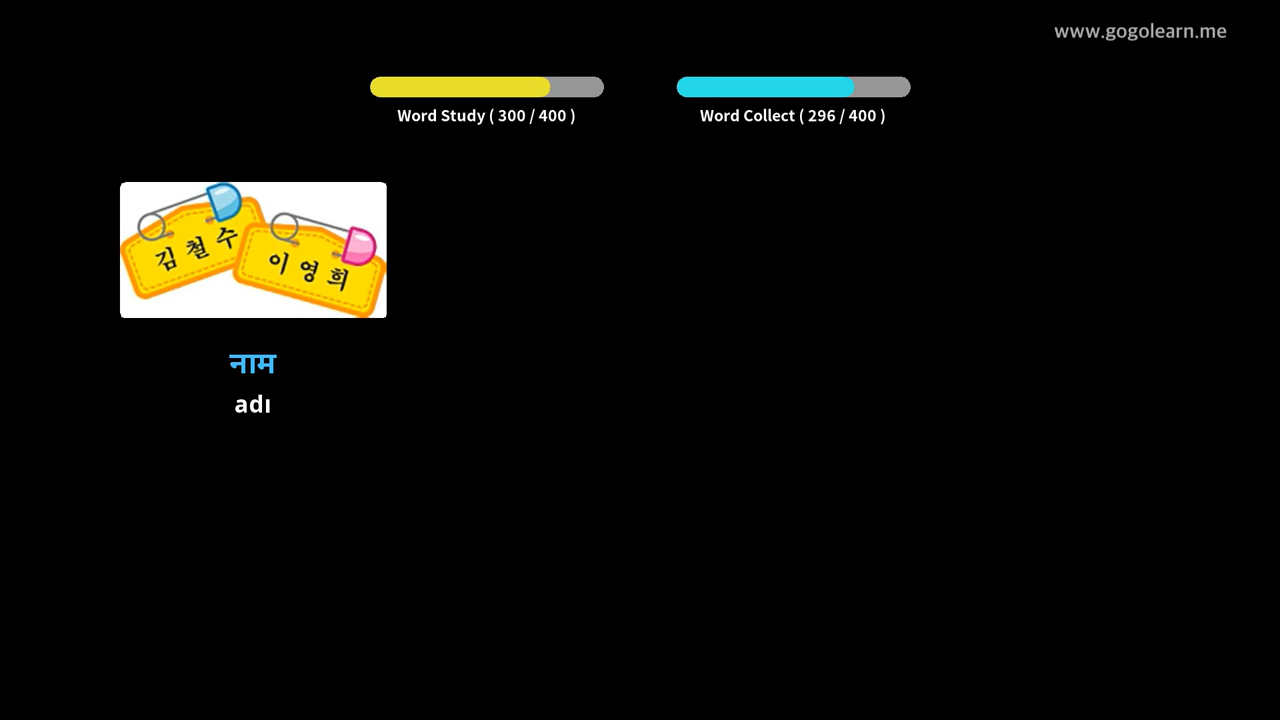 www.gogolearn.me
Word Study ( 300 / 400 )
Word Collect ( 296 / 400 )
김철수
이영희
नाम
adı